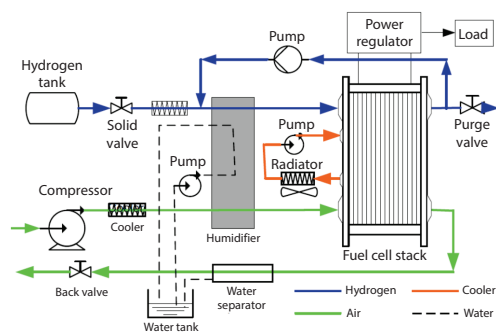 Power
regulator
Load
Pump
Hydrogen
tank
Solid
valve
Pump
Purge
valve
Pump
Radiator
Compressor
Cooler
Humidifier
Fuel cell stack
Back valve
Water
separator
Water tank
Hydrogen
Cooler
Air
Water